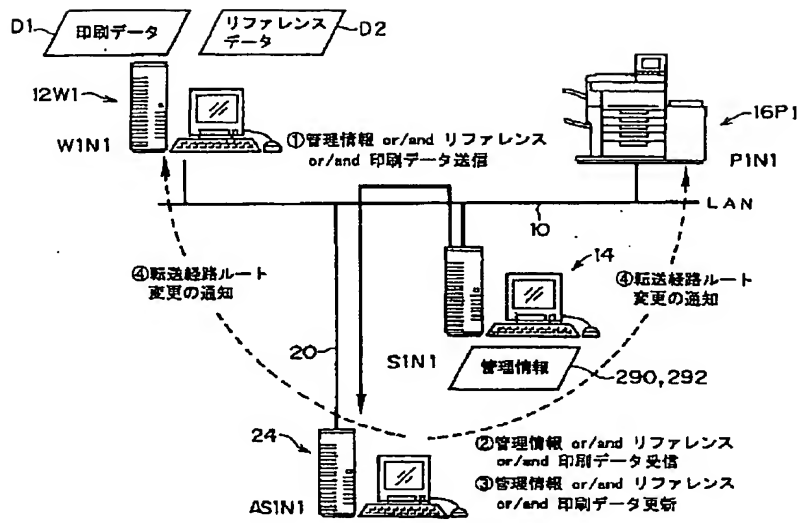 D1
印刷データ
リファレンス
データ
D2
12W1
W1N1
①管理情報 or/and リファレンス
or/and 印刷データ送信
16P1
P1N1
LAN
10
④転送経路ルート
変更の通知
14
④転送経路ルート
変更の通知
20
S1N1
管理情報
290,292
24
AS1N1
②管理情報 or/and リファレンス
or/and 印刷データ受信
③管理情報 or/and リファレンス
or/and 印刷データ更新